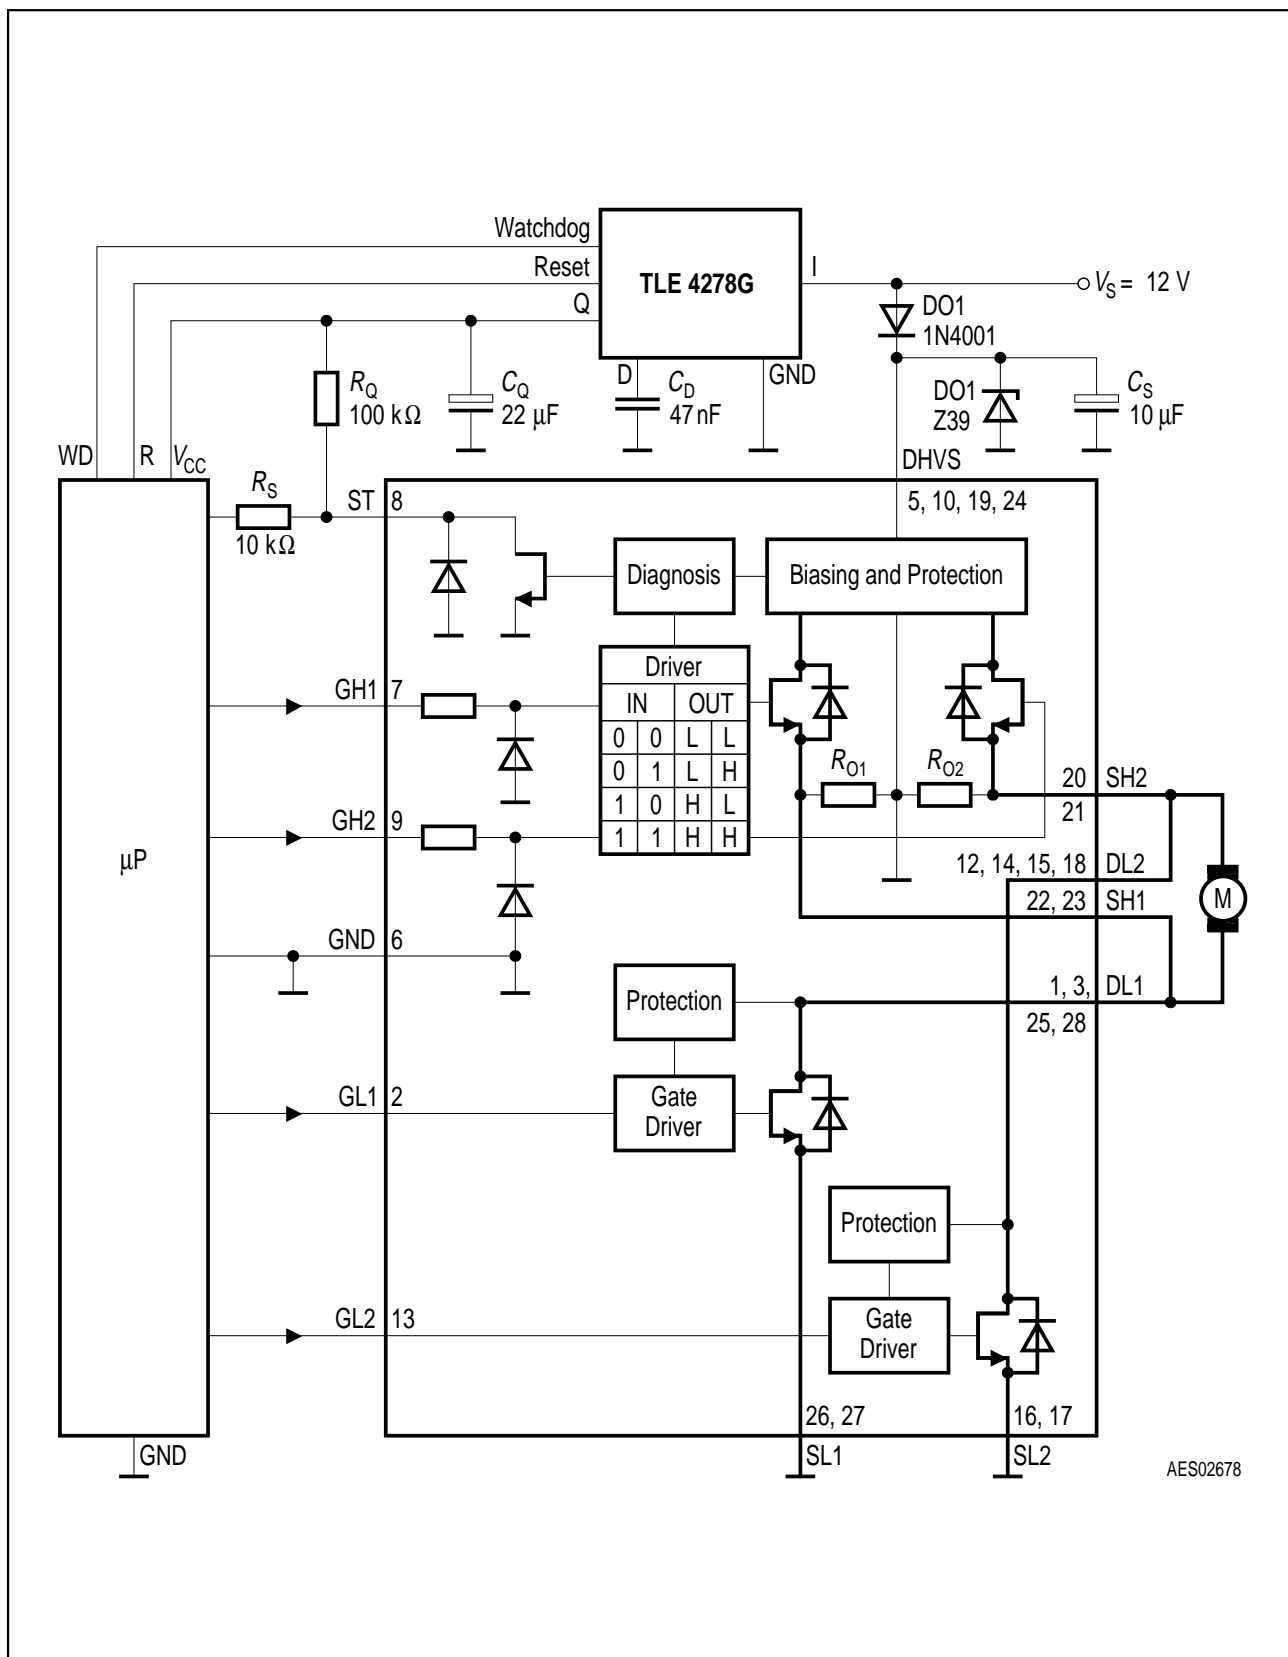 Watchdog
Reset
Q
TLE 4278G
I
V_S = 12 V
DO1
1N4001
D
C_D
47 nF
GND
R_Q
100 kΩ
C_Q
22 µF
DO1
Z39
C_S
10 µF
WD
R
V_CC
DHVS
R_S
10 kΩ
ST
8
5, 10, 19, 24
Diagnosis
Biasing and Protection
Driver
IN
OUT
0 0 L L
0 1 L H
1 0 H L
1 1 H H
GH1
7
R_O1
R_O2
20
SH2
21
GH2
9
µP
12, 14, 15, 18
DL2
22, 23
SH1
M
GND
6
Protection
1, 3,
DL1
25, 28
GL1
2
Gate
Driver
Protection
GL2
13
Gate
Driver
26, 27
16, 17
GND
SL1
SL2
AES02678